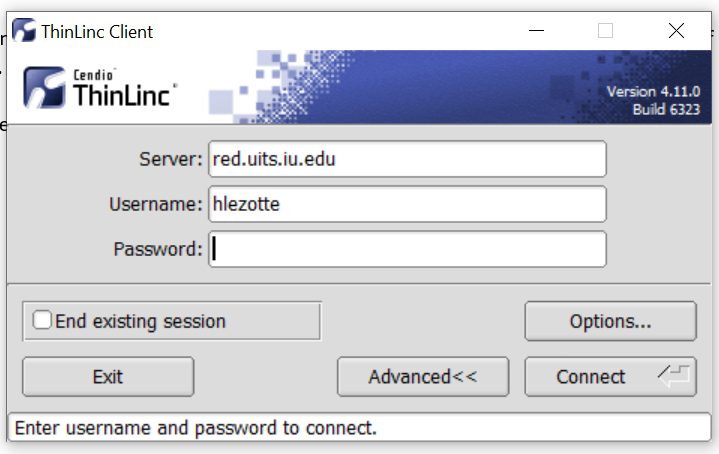 ThinLinc Client
Cendio
ThinLinc
Version 4.11.0
Build 6323
Server: red.uits.iu.edu
Username: hlezotte
Password:
End existing session
Options...
Exit
Advanced<<
Connect
Enter username and password to connect.